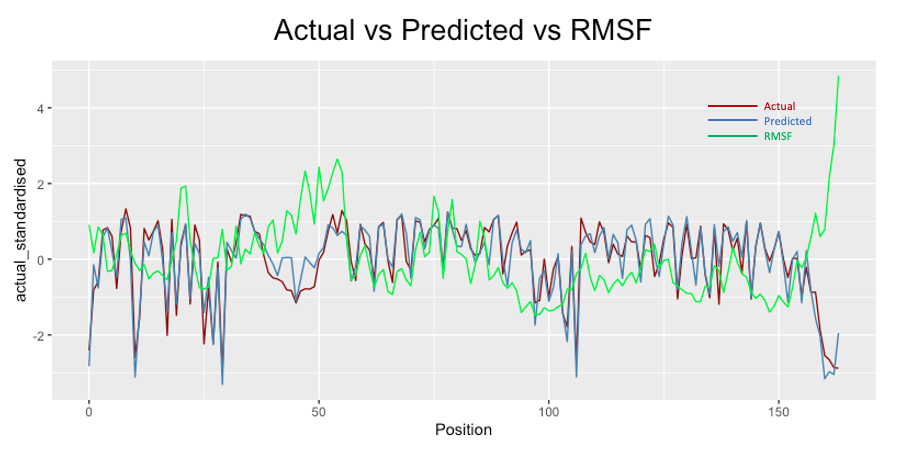 Actual vs Predicted vs RMSF
actual_standardised
4
2
0
-2
Actual
Predicted
RMSF
0
50
100
150
Position